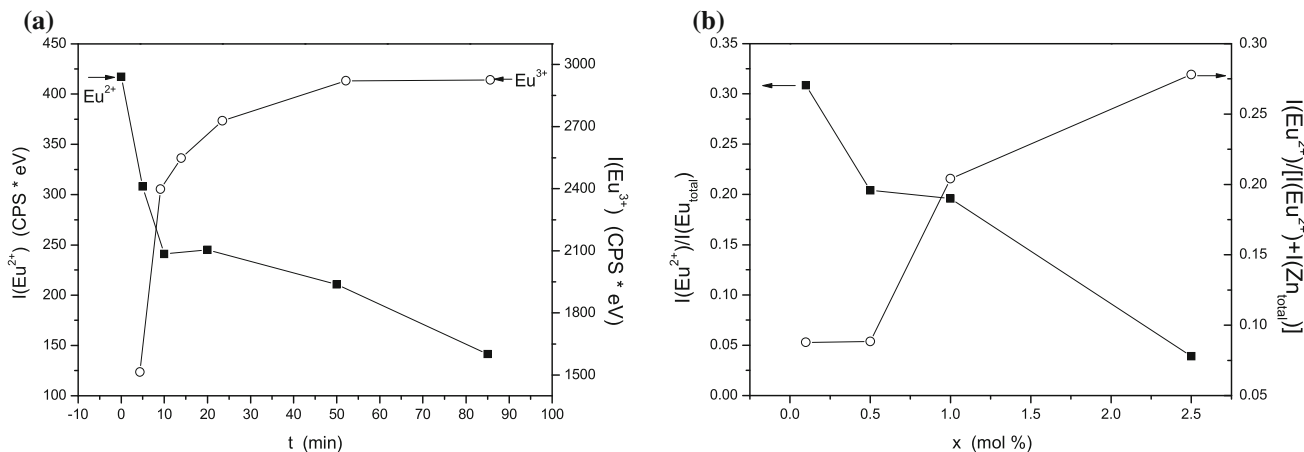 (a)
450
400
350
300
250
200
150
100
I(Eu²⁺) (CPS * eV)
Eu²⁺
Eu³⁺
3000
2700
2400
2100
1800
1500
I(Eu³⁺) (CPS * eV)
-10 0 10 20 30 40 50 60 70 80 90 100
t (min)
(b)
0.35
0.30
0.25
0.20
0.15
0.10
0.05
0.00
I(Eu²⁺)/I(Eu_total)
0.30
0.25
0.20
0.15
0.10
0.05
I(Eu²⁺)/[I(Eu²⁺)+I(Zn_total)]
0.0 0.5 1.0 1.5 2.0 2.5
x (mol %)